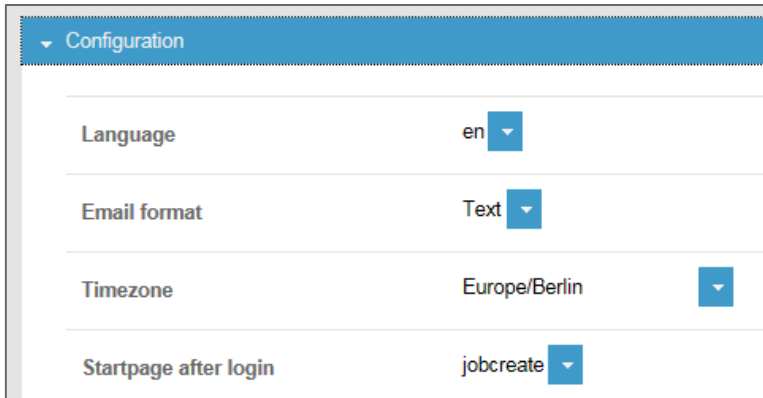 Configuration
Language en
Email format Text
Timezone Europe/Berlin
Startpage after login jobcreate